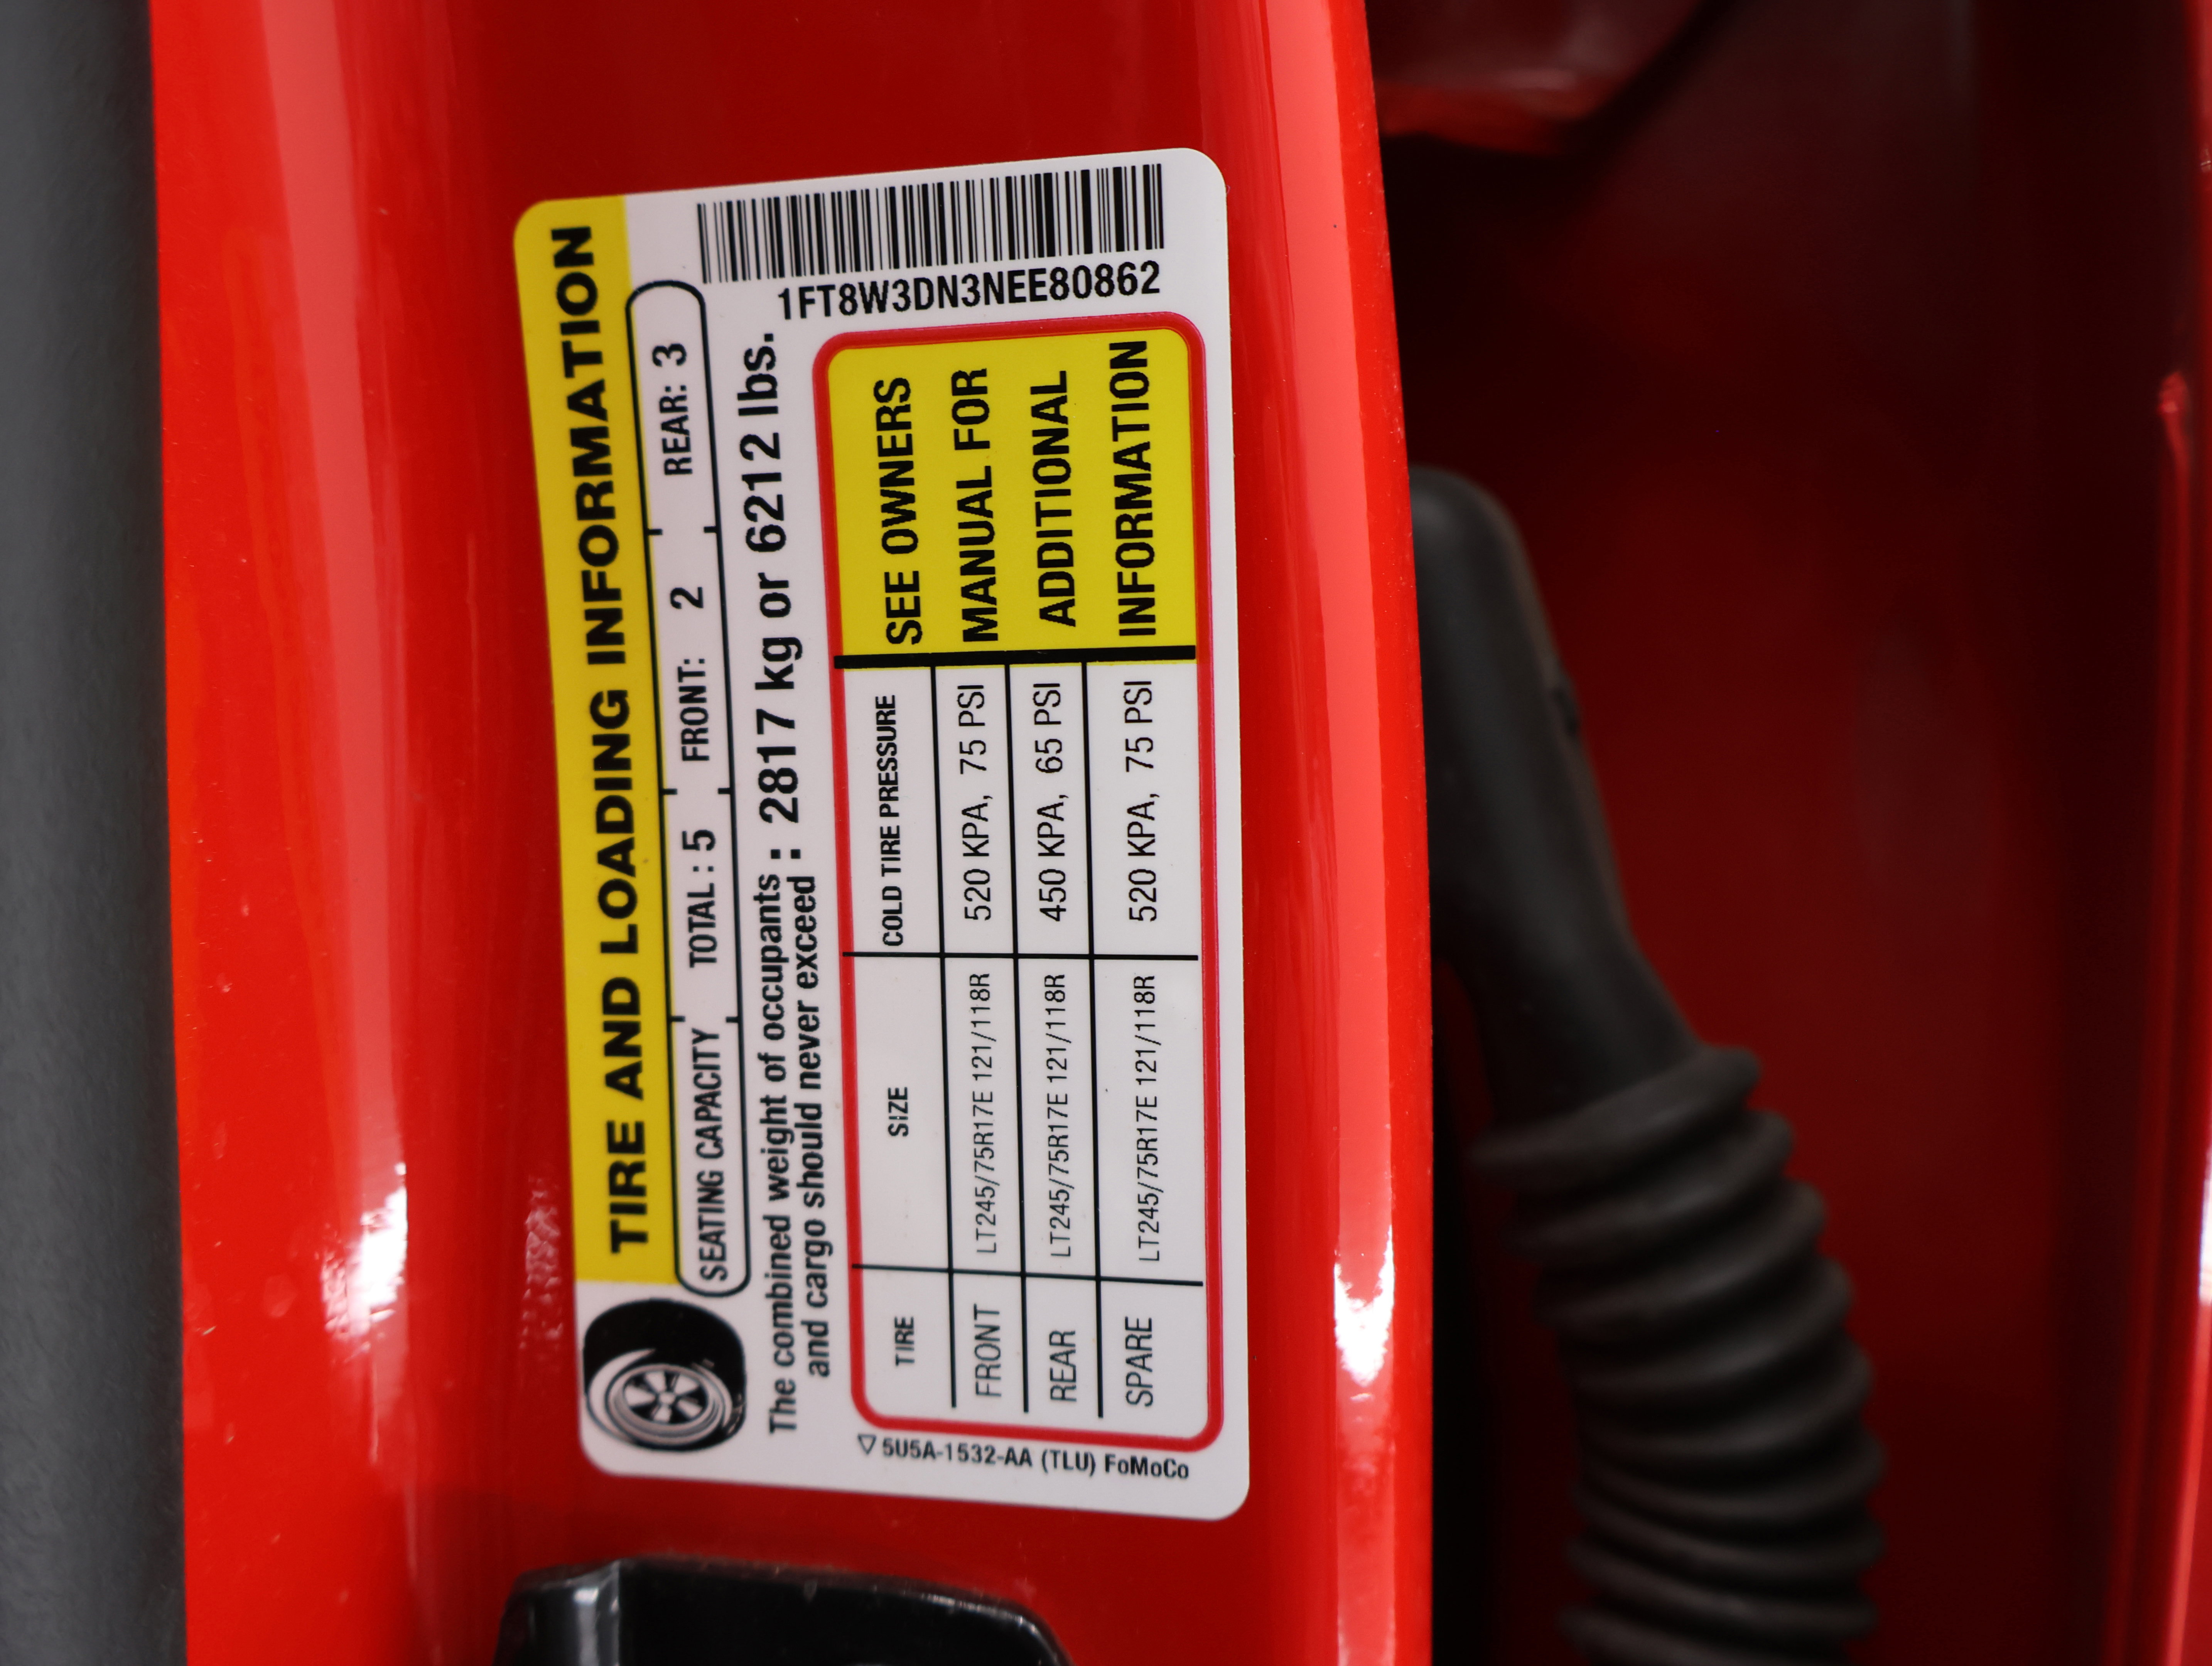 TIRE AND LOADING INFORMATION
SEATING CAPACITY TOTAL : 5 FRONT: 2 REAR: 3
The combined weight of occupants
and cargo should never exceed : 2817 kg or 6212 lbs.
1FT8W3DN3NEE80862
TIRE SIZE COLD TIRE PRESSURE
FRONT LT245/75R17E 121/118R 520 KPA, 75 PSI
REAR LT245/75R17E 121/118R 450 KPA, 65 PSI
SPARE LT245/75R17E 121/118R 520 KPA, 75 PSI
SEE OWNERS
MANUAL FOR
ADDITIONAL
INFORMATION
5U5A-1532-AA (TLU) FoMoCo